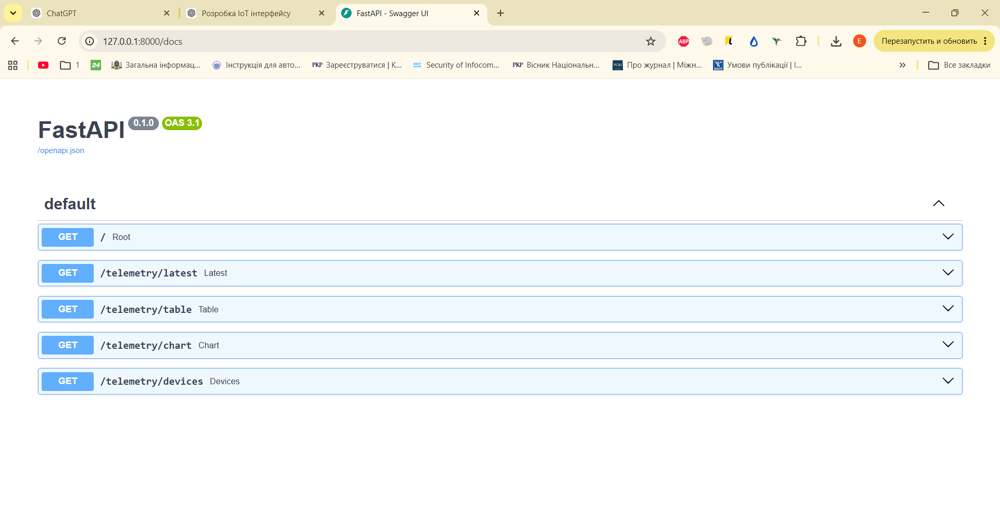 ChatGPT
Розробка IoT інтерфейсу
FastAPI - Swagger UI
127.0.0.1:8000/docs
ABP
E
Перезапустить и обновить
1
24
Загальна інформац...
Інструкція для авто...
PKP Зареєструватися | К...
Security of Infocom...
PKP Вісник Національн...
PC&I Про журнал | Міжн...
Умови публікації | І...
Все закладки
FastAPI 0.1.0 OAS 3.1
/openapi.json
default
GET / Root
GET /telemetry/latest Latest
GET /telemetry/table Table
GET /telemetry/chart Chart
GET /telemetry/devices Devices